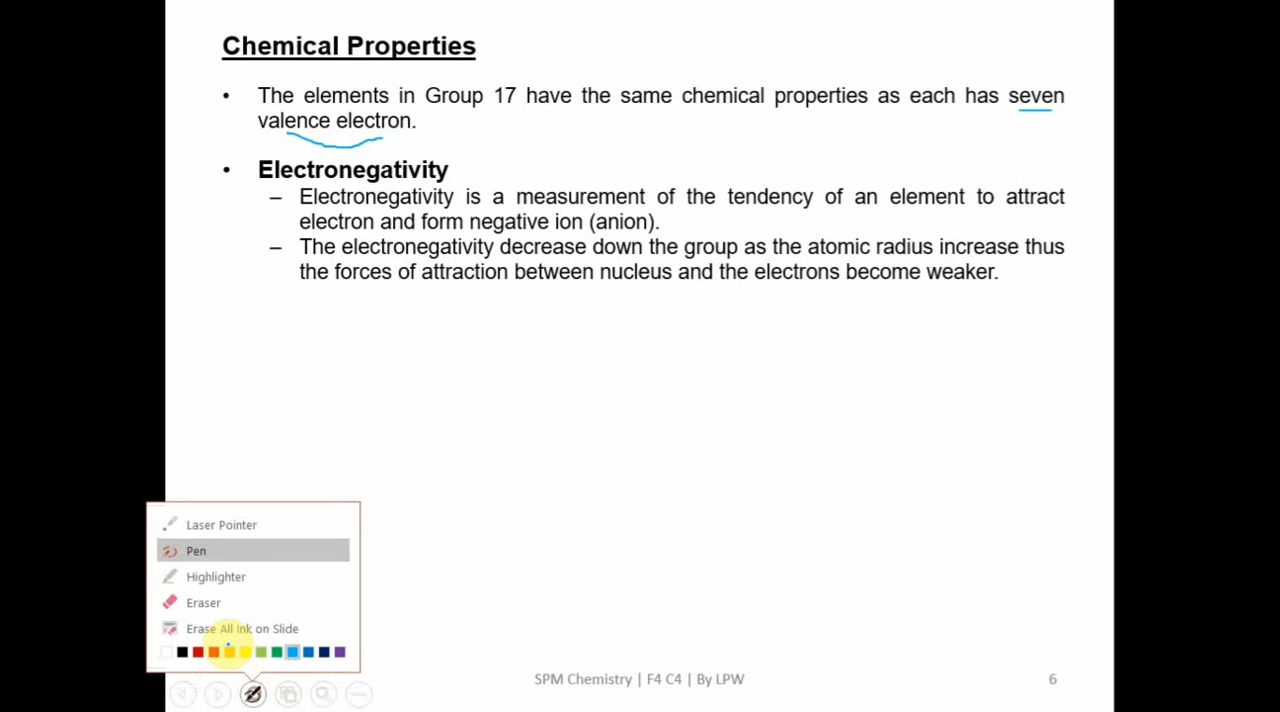 Chemical Properties
• The elements in Group 17 have the same chemical properties as each has seven
valence electron.
• Electronegativity
– Electronegativity is a measurement of the tendency of an element to attract
electron and form negative ion (anion).
– The electronegativity decrease down the group as the atomic radius increase thus
the forces of attraction between nucleus and the electrons become weaker.
Laser Pointer
Pen
Highlighter
Eraser
Erase All Ink on Slide
SPM Chemistry | F4 C4 | By LPW
6